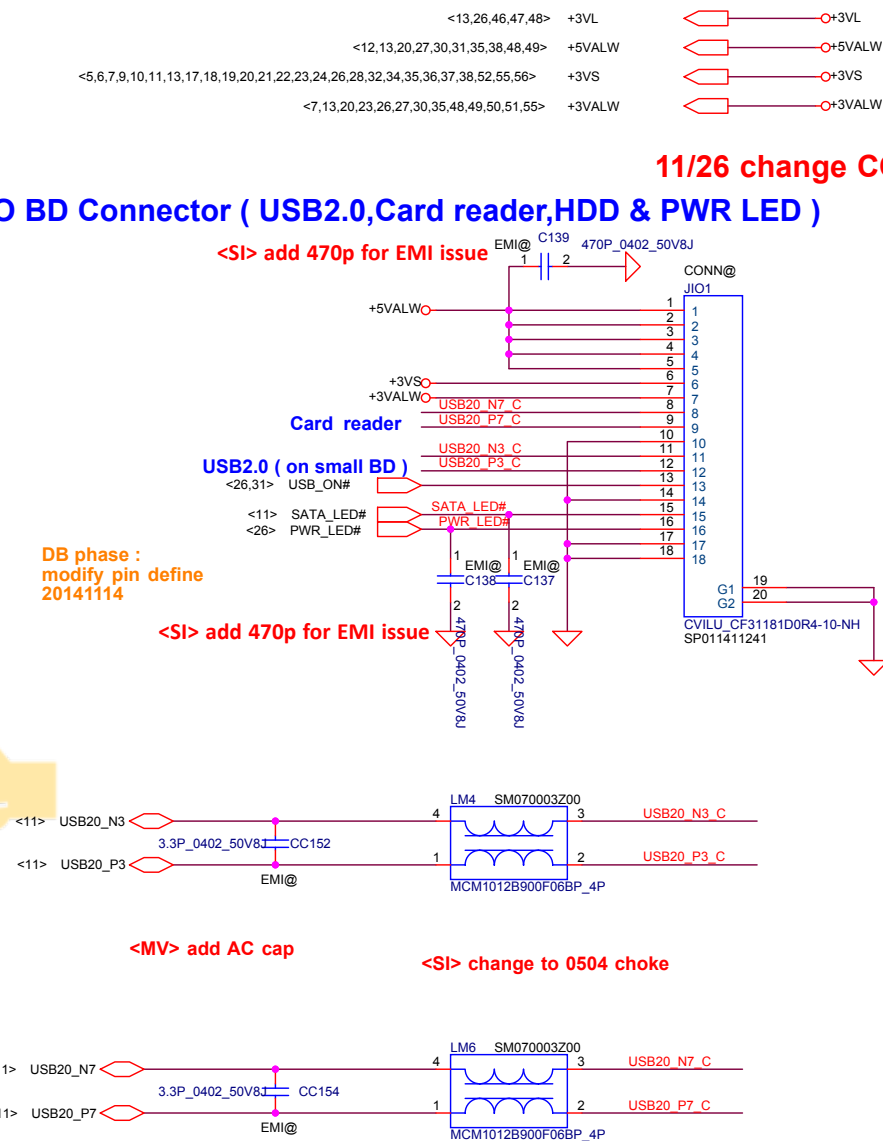 <13,26,46,47,48> +3VL +3VL
<12,13,20,27,30,31,35,38,48,49> +5VALW +5VALW
<5,6,7,9,10,11,13,17,18,19,20,21,22,23,24,26,28,32,34,35,36,37,38,52,55,56> +3VS +3VS
<7,13,20,23,26,27,30,35,48,49,50,51,55> +3VALW +3VALW
11/26 change
O BD Connector ( USB2.0,Card reader,HDD & PWR LED )
<SI> add 470p for EMI issue
EMI@ C139 470P_0402_50V8J
1 2
CONN@
JIO1
+5VALW 1 1
2 2
3 3
4 4
5 5
+3VS 6 6
+3VALW 7 7
USB20_N7_C 8 8
Card reader USB20_P7_C 9 9
10 10
USB20_N3_C 11 11
USB2.0 ( on small BD ) USB20_P3_C 12 12
<26,31> USB_ON# 13 13
14 14
<11> SATA_LED# SATA_LED# 15 15
<26> PWR_LED# PWR_LED# 16 16
17 17
18 18
DB phase :
modify pin define
20141114
1 1
EMI@ EMI@
C138 C137
2 2
470P_0402_50V8J 470P_0402_50V8J
<SI> add 470p for EMI issue
G1 19
G2 20
CVILU_CF31181D0R4-10-NH
SP011411241
LM4 SM070003Z00
<11> USB20_N3 4 3 USB20_N3_C
3.3P_0402_50V8J CC152
<11> USB20_P3 1 2 USB20_P3_C
EMI@
MCM1012B900F06BP_4P
<MV> add AC cap
<SI> change to 0504 choke
LM6 SM070003Z00
1> USB20_N7 4 3 USB20_N7_C
3.3P_0402_50V8J CC154
11> USB20_P7 1 2 USB20_P7_C
EMI@
MCM1012B900F06BP_4P